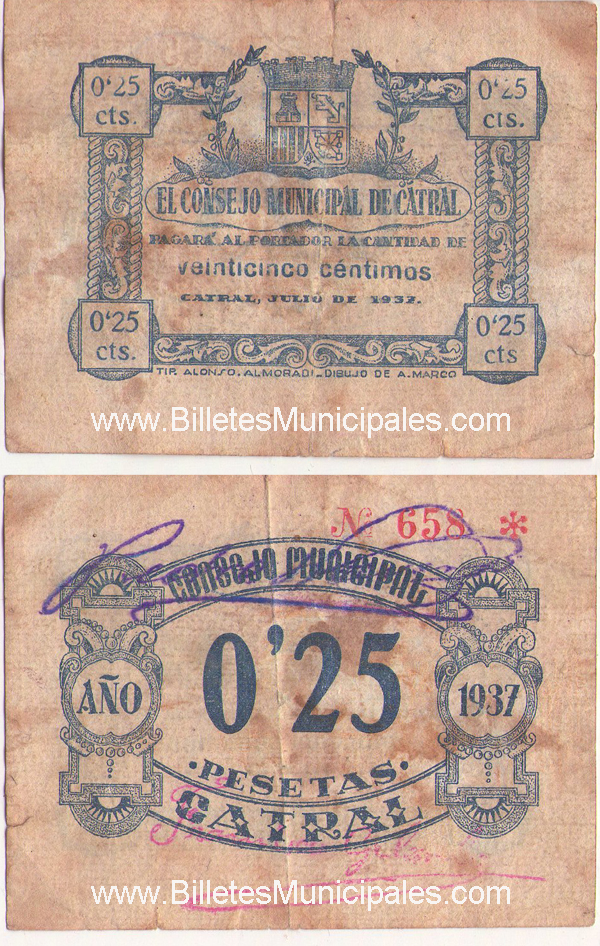 0'25 cts. 0'25 cts.
EL CONSEJO MUNICIPAL DE CATRAL
PAGARÁ AL PORTADOR LA CANTIDAD DE
veinticinco céntimos
CATRAL, JULIO DE 1937.
0'25 cts. 0'25 cts
TIP. ALONSO. ALMORADI_DIBUJO DE A. MARCO
www.BilletesMunicipales.com
Nº 658 *
CONSEJO MUNICIPAL
0'25
AÑO 1937
·PESETAS·
CATRAL
www.BilletesMunicipales.com